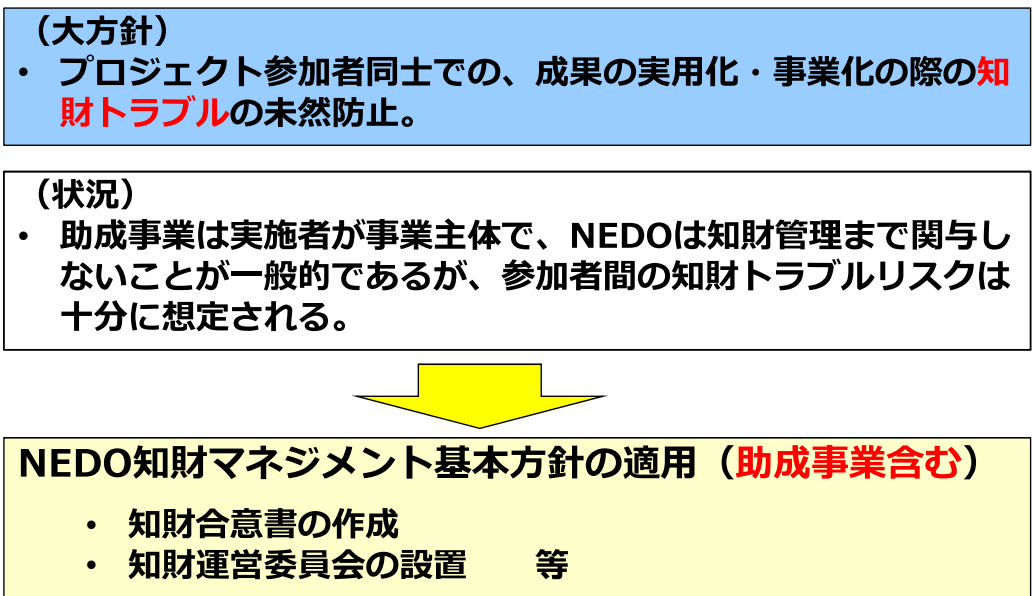 （大方針）
• プロジェクト参加者同士での、成果の実用化・事業化の際の知
財トラブルの未然防止。
（状況）
• 助成事業は実施者が事業主体で、NEDOは知財管理まで関与し
ないことが一般的であるが、参加者間の知財トラブルリスクは
十分に想定される。
NEDO知財マネジメント基本方針の適用（助成事業含む）
• 知財合意書の作成
• 知財運営委員会の設置　　等